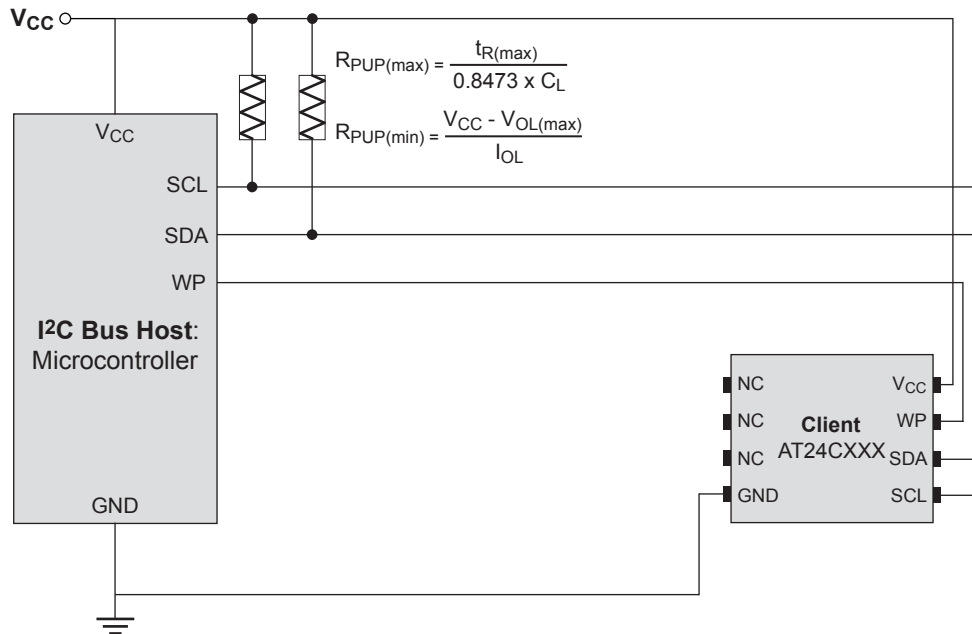 VCC
RPUP(max) = tR(max)
0.8473 x CL
RPUP(min) = VCC - VOL(max)
IOL
VCC
SCL
SDA
WP
I2C Bus Host:
Microcontroller
GND
NC
NC
NC
GND
Client
AT24CXXX
VCC
WP
SDA
SCL